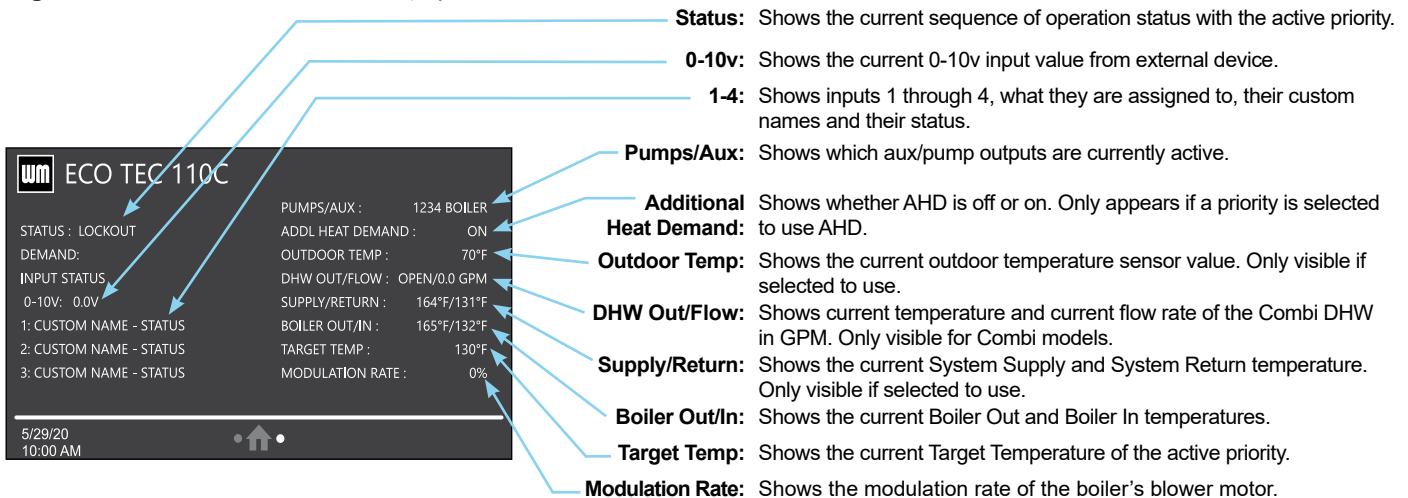 Status: Shows the current sequence of operation status with the active priority.
0-10v: Shows the current 0-10v input value from external device.
1-4: Shows inputs 1 through 4, what they are assigned to, their custom
names and their status.
Pumps/Aux: Shows which aux/pump outputs are currently active.
Additional Shows whether AHD is off or on. Only appears if a priority is selected
Heat Demand: to use AHD.
Outdoor Temp: Shows the current outdoor temperature sensor value. Only visible if
selected to use.
DHW Out/Flow: Shows current temperature and current flow rate of the Combi DHW
in GPM. Only visible for Combi models.
Supply/Return: Shows the current System Supply and System Return temperature.
Only visible if selected to use.
Boiler Out/In: Shows the current Boiler Out and Boiler In temperatures.
Target Temp: Shows the current Target Temperature of the active priority.
Modulation Rate: Shows the modulation rate of the boiler's blower motor.
wm ECO TEC 110C
STATUS : LOCKOUT
DEMAND:
INPUT STATUS
0-10V: 0.0V
1: CUSTOM NAME - STATUS
2: CUSTOM NAME - STATUS
3: CUSTOM NAME - STATUS
PUMPS/AUX : 1234 BOILER
ADDL HEAT DEMAND : ON
OUTDOOR TEMP : 70°F
DHW OUT/FLOW : OPEN/0.0 GPM
SUPPLY/RETURN : 164°F/131°F
BOILER OUT/IN : 165°F/132°F
TARGET TEMP : 130°F
MODULATION RATE : 0%
5/29/20
10:00 AM